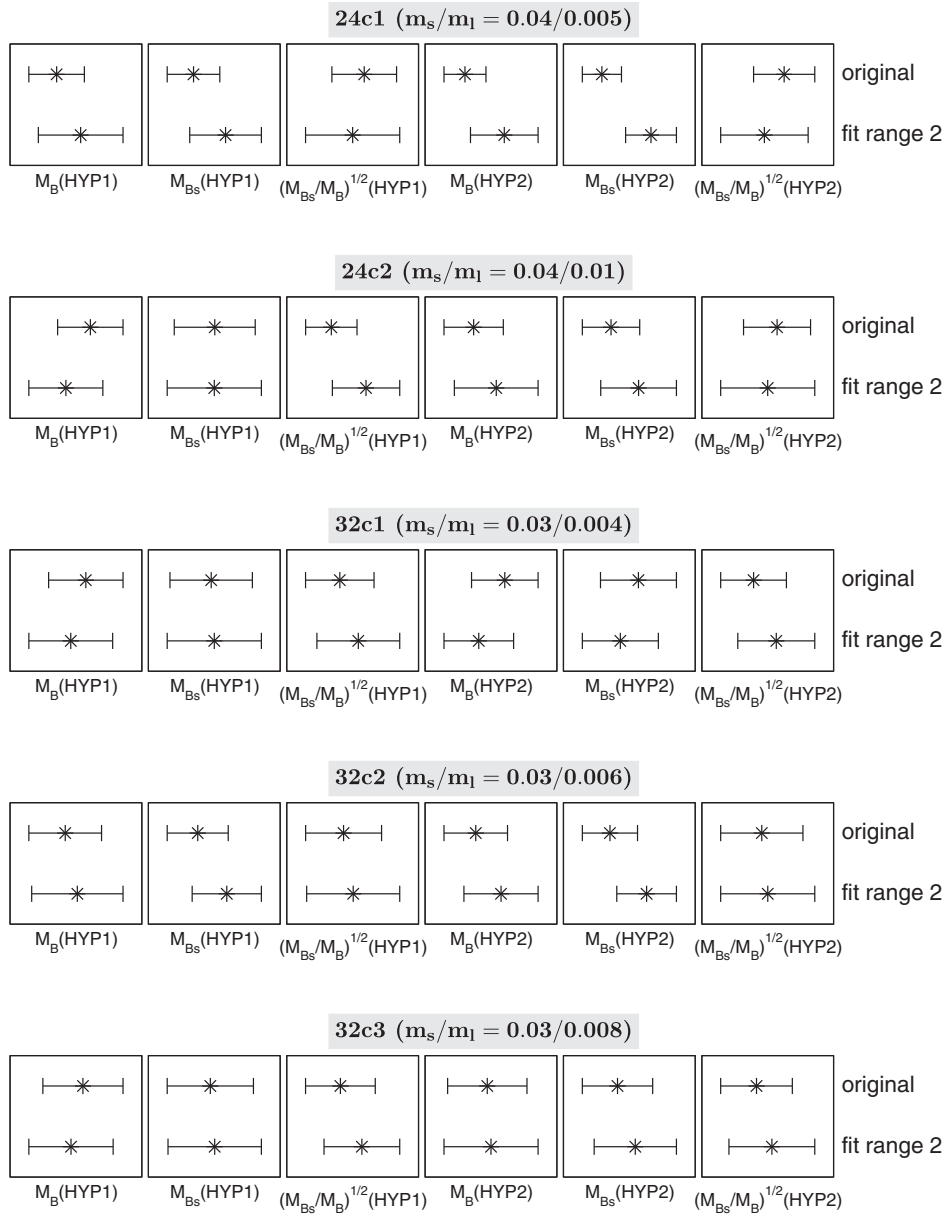 24c1 (m_s/m_l = 0.04/0.005)
original
fit range 2
M_B(HYP1) M_Bs(HYP1) (M_Bs/M_B)^1/2(HYP1) M_B(HYP2) M_Bs(HYP2) (M_Bs/M_B)^1/2(HYP2)
24c2 (m_s/m_l = 0.04/0.01)
original
fit range 2
M_B(HYP1) M_Bs(HYP1) (M_Bs/M_B)^1/2(HYP1) M_B(HYP2) M_Bs(HYP2) (M_Bs/M_B)^1/2(HYP2)
32c1 (m_s/m_l = 0.03/0.004)
original
fit range 2
M_B(HYP1) M_Bs(HYP1) (M_Bs/M_B)^1/2(HYP1) M_B(HYP2) M_Bs(HYP2) (M_Bs/M_B)^1/2(HYP2)
32c2 (m_s/m_l = 0.03/0.006)
original
fit range 2
M_B(HYP1) M_Bs(HYP1) (M_Bs/M_B)^1/2(HYP1) M_B(HYP2) M_Bs(HYP2) (M_Bs/M_B)^1/2(HYP2)
32c3 (m_s/m_l = 0.03/0.008)
original
fit range 2
M_B(HYP1) M_Bs(HYP1) (M_Bs/M_B)^1/2(HYP1) M_B(HYP2) M_Bs(HYP2) (M_Bs/M_B)^1/2(HYP2)